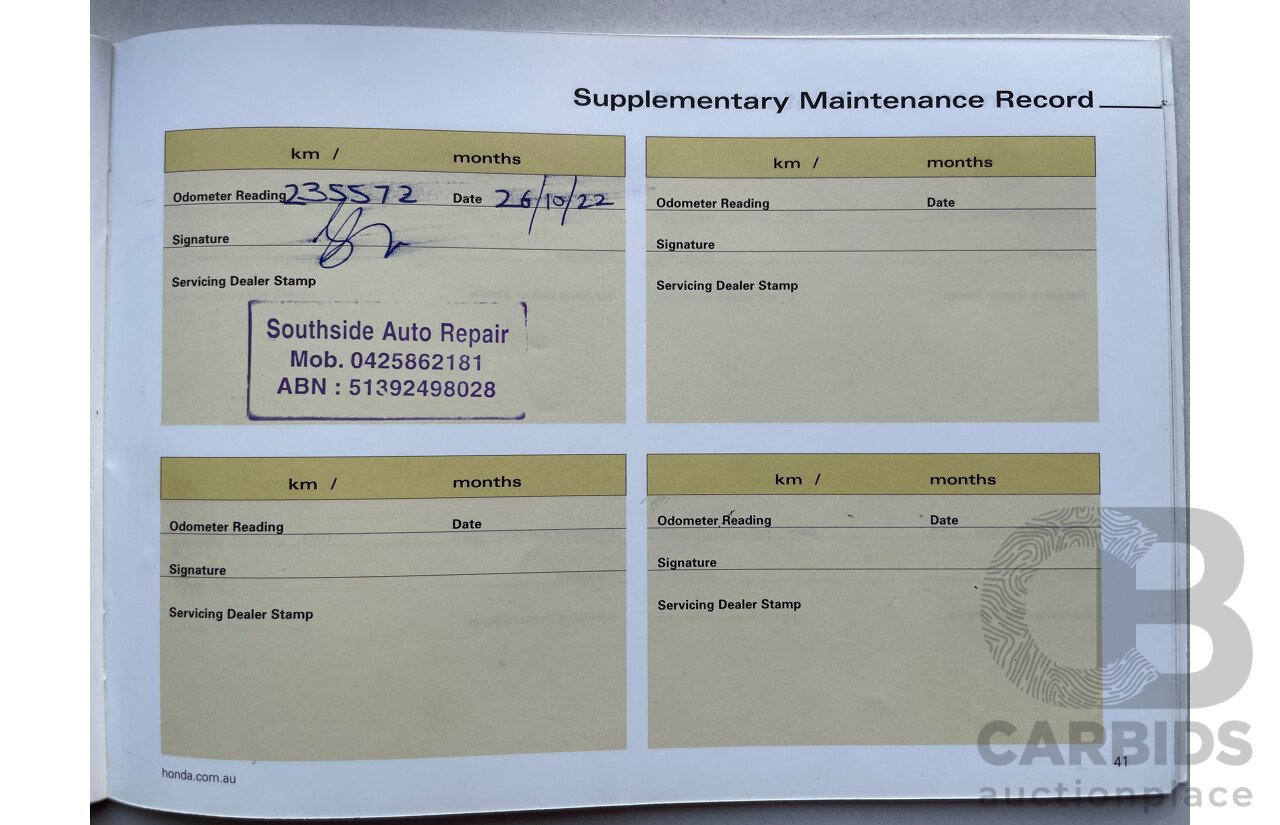 Supplementary Maintenance Record
km / months
Odometer Reading 235572 Date 26/10/22
Signature
Servicing Dealer Stamp
Southside Auto Repair
Mob. 0425862181
ABN : 51392498028
km / months
Odometer Reading Date
Signature
Servicing Dealer Stamp
km / months
Odometer Reading Date
Signature
Servicing Dealer Stamp
km / months
Odometer Reading Date
Signature
Servicing Dealer Stamp
honda.com.au
41
CB
CARBIDS
auctionplace